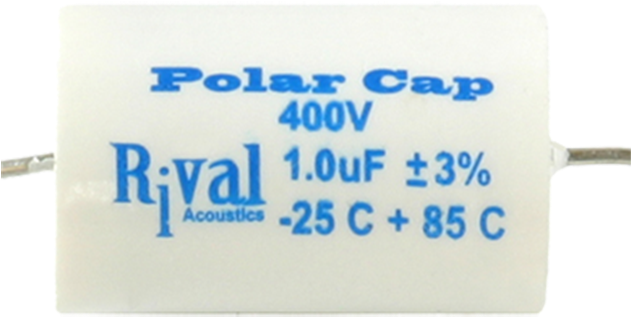 Polar Cap
400V
Rival
Acoustics
1.0uF ±3%
-25 C + 85 C